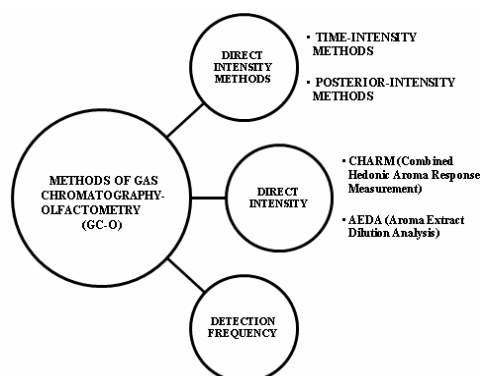 DIRECT
INTENSITY
METHODS
• TIME-INTENSITY
METHODS
• POSTERIOR-INTENSITY
METHODS
METHODS OF GAS
CHROMATOGRAPHY-
OLFACTOMETRY
(GC-O)
DIRECT
INTENSITY
• CHARM (Combined
Hedonic Aroma Response
Measurement)
• AEDA (Aroma Extract
Dilution Analysis)
DETECTION
FREQUENCY